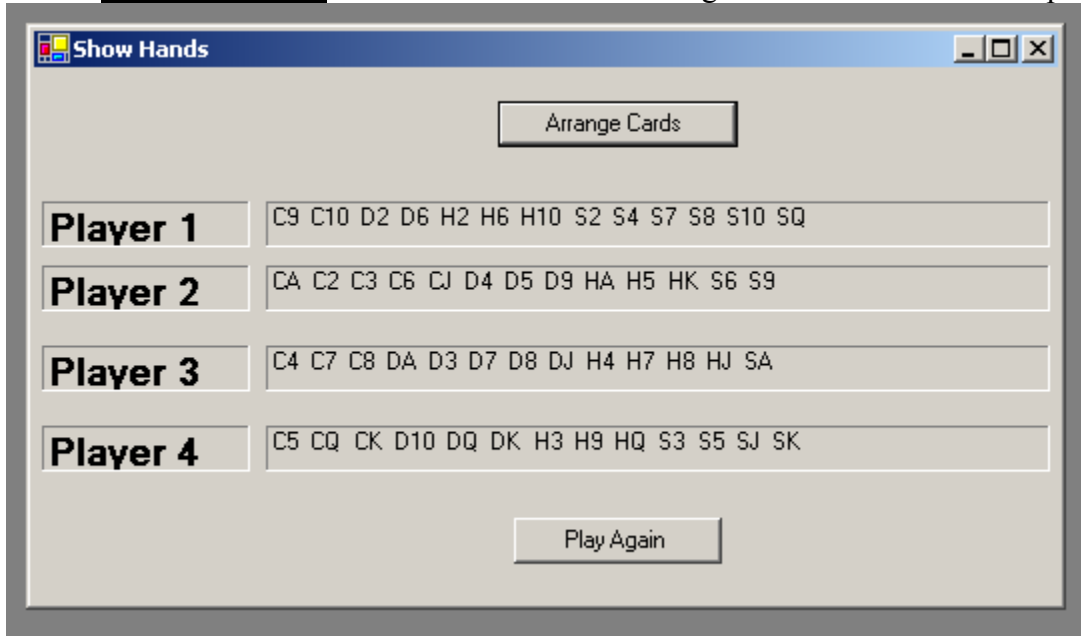 Show Hands
Arrange Cards
Player 1 C9 C10 D2 D6 H2 H6 H10 S2 S4 S7 S8 S10 SQ
Player 2 CA C2 C3 C6 CJ D4 D5 D9 HA H5 HK S6 S9
Player 3 C4 C7 C8 DA D3 D7 D8 DJ H4 H7 H8 HJ SA
Player 4 C5 CQ CK D10 DQ DK H3 H9 HQ S3 S5 SJ SK
Play Again